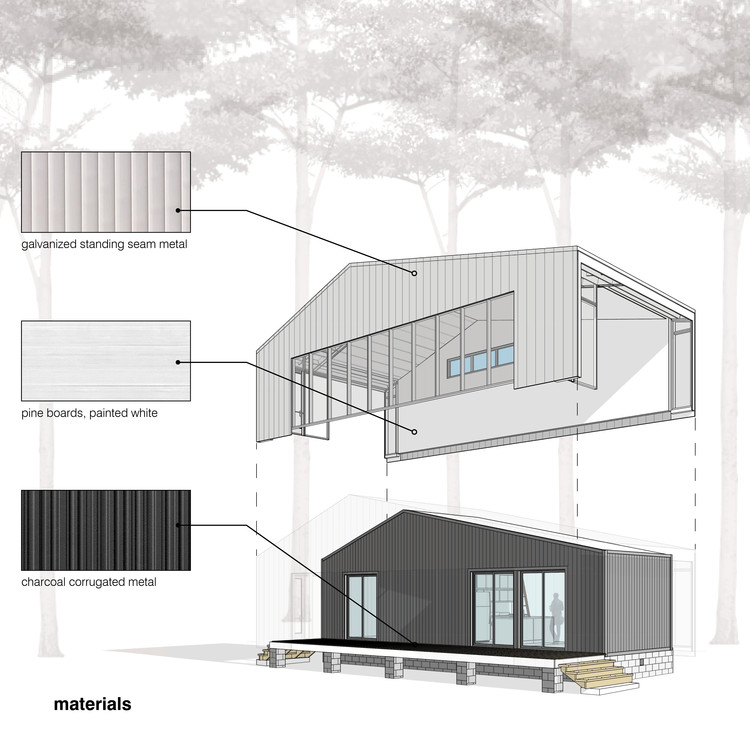 galvanized standing seam metal
pine boards, painted white
charcoal corrugated metal
materials